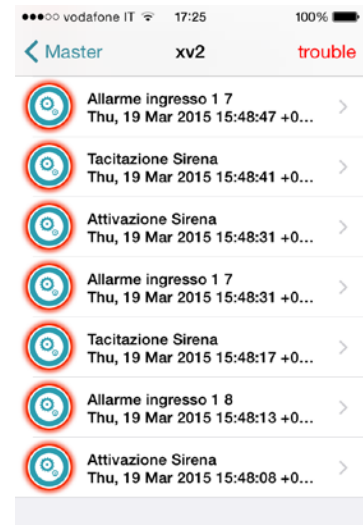 vodafone IT 17:25 100%
Master xv2 trouble
Allarme ingresso 1 7
Thu, 19 Mar 2015 15:48:47 +0...
Tacitazione Sirena
Thu, 19 Mar 2015 15:48:41 +0...
Attivazione Sirena
Thu, 19 Mar 2015 15:48:31 +0...
Allarme ingresso 1 7
Thu, 19 Mar 2015 15:48:31 +0...
Tacitazione Sirena
Thu, 19 Mar 2015 15:48:17 +0...
Allarme ingresso 1 8
Thu, 19 Mar 2015 15:48:13 +0...
Attivazione Sirena
Thu, 19 Mar 2015 15:48:08 +0...